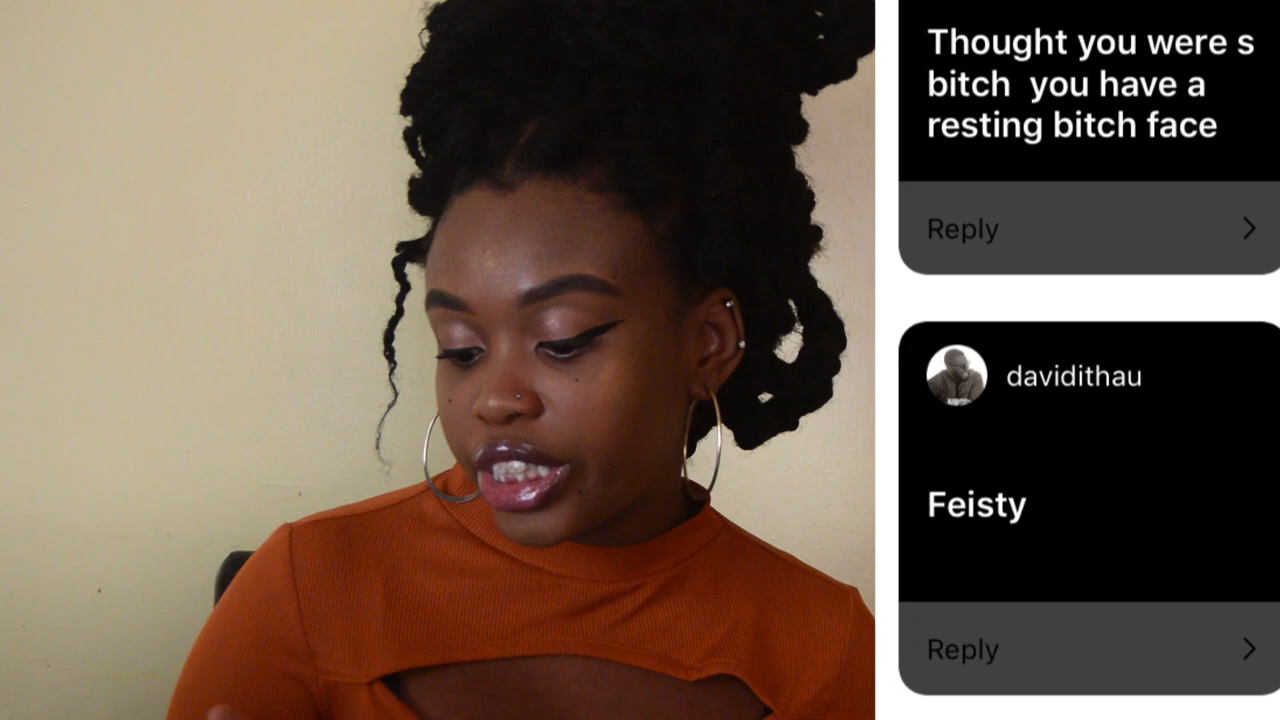 Thought you were s
bitch  you have a
resting bitch face
Reply
davidithau
Feisty
Reply